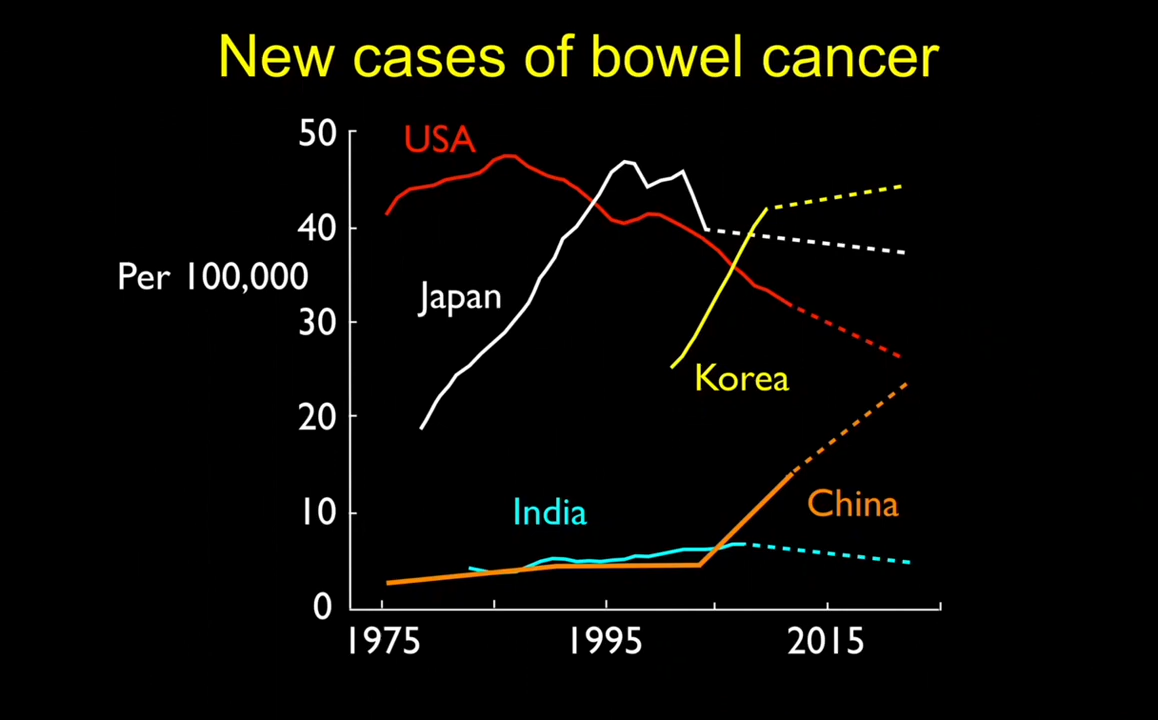 New cases of bowel cancer
50
USA
40
Per 100,000
Japan
30
Korea
20
10
India
China
0
1975
1995
2015